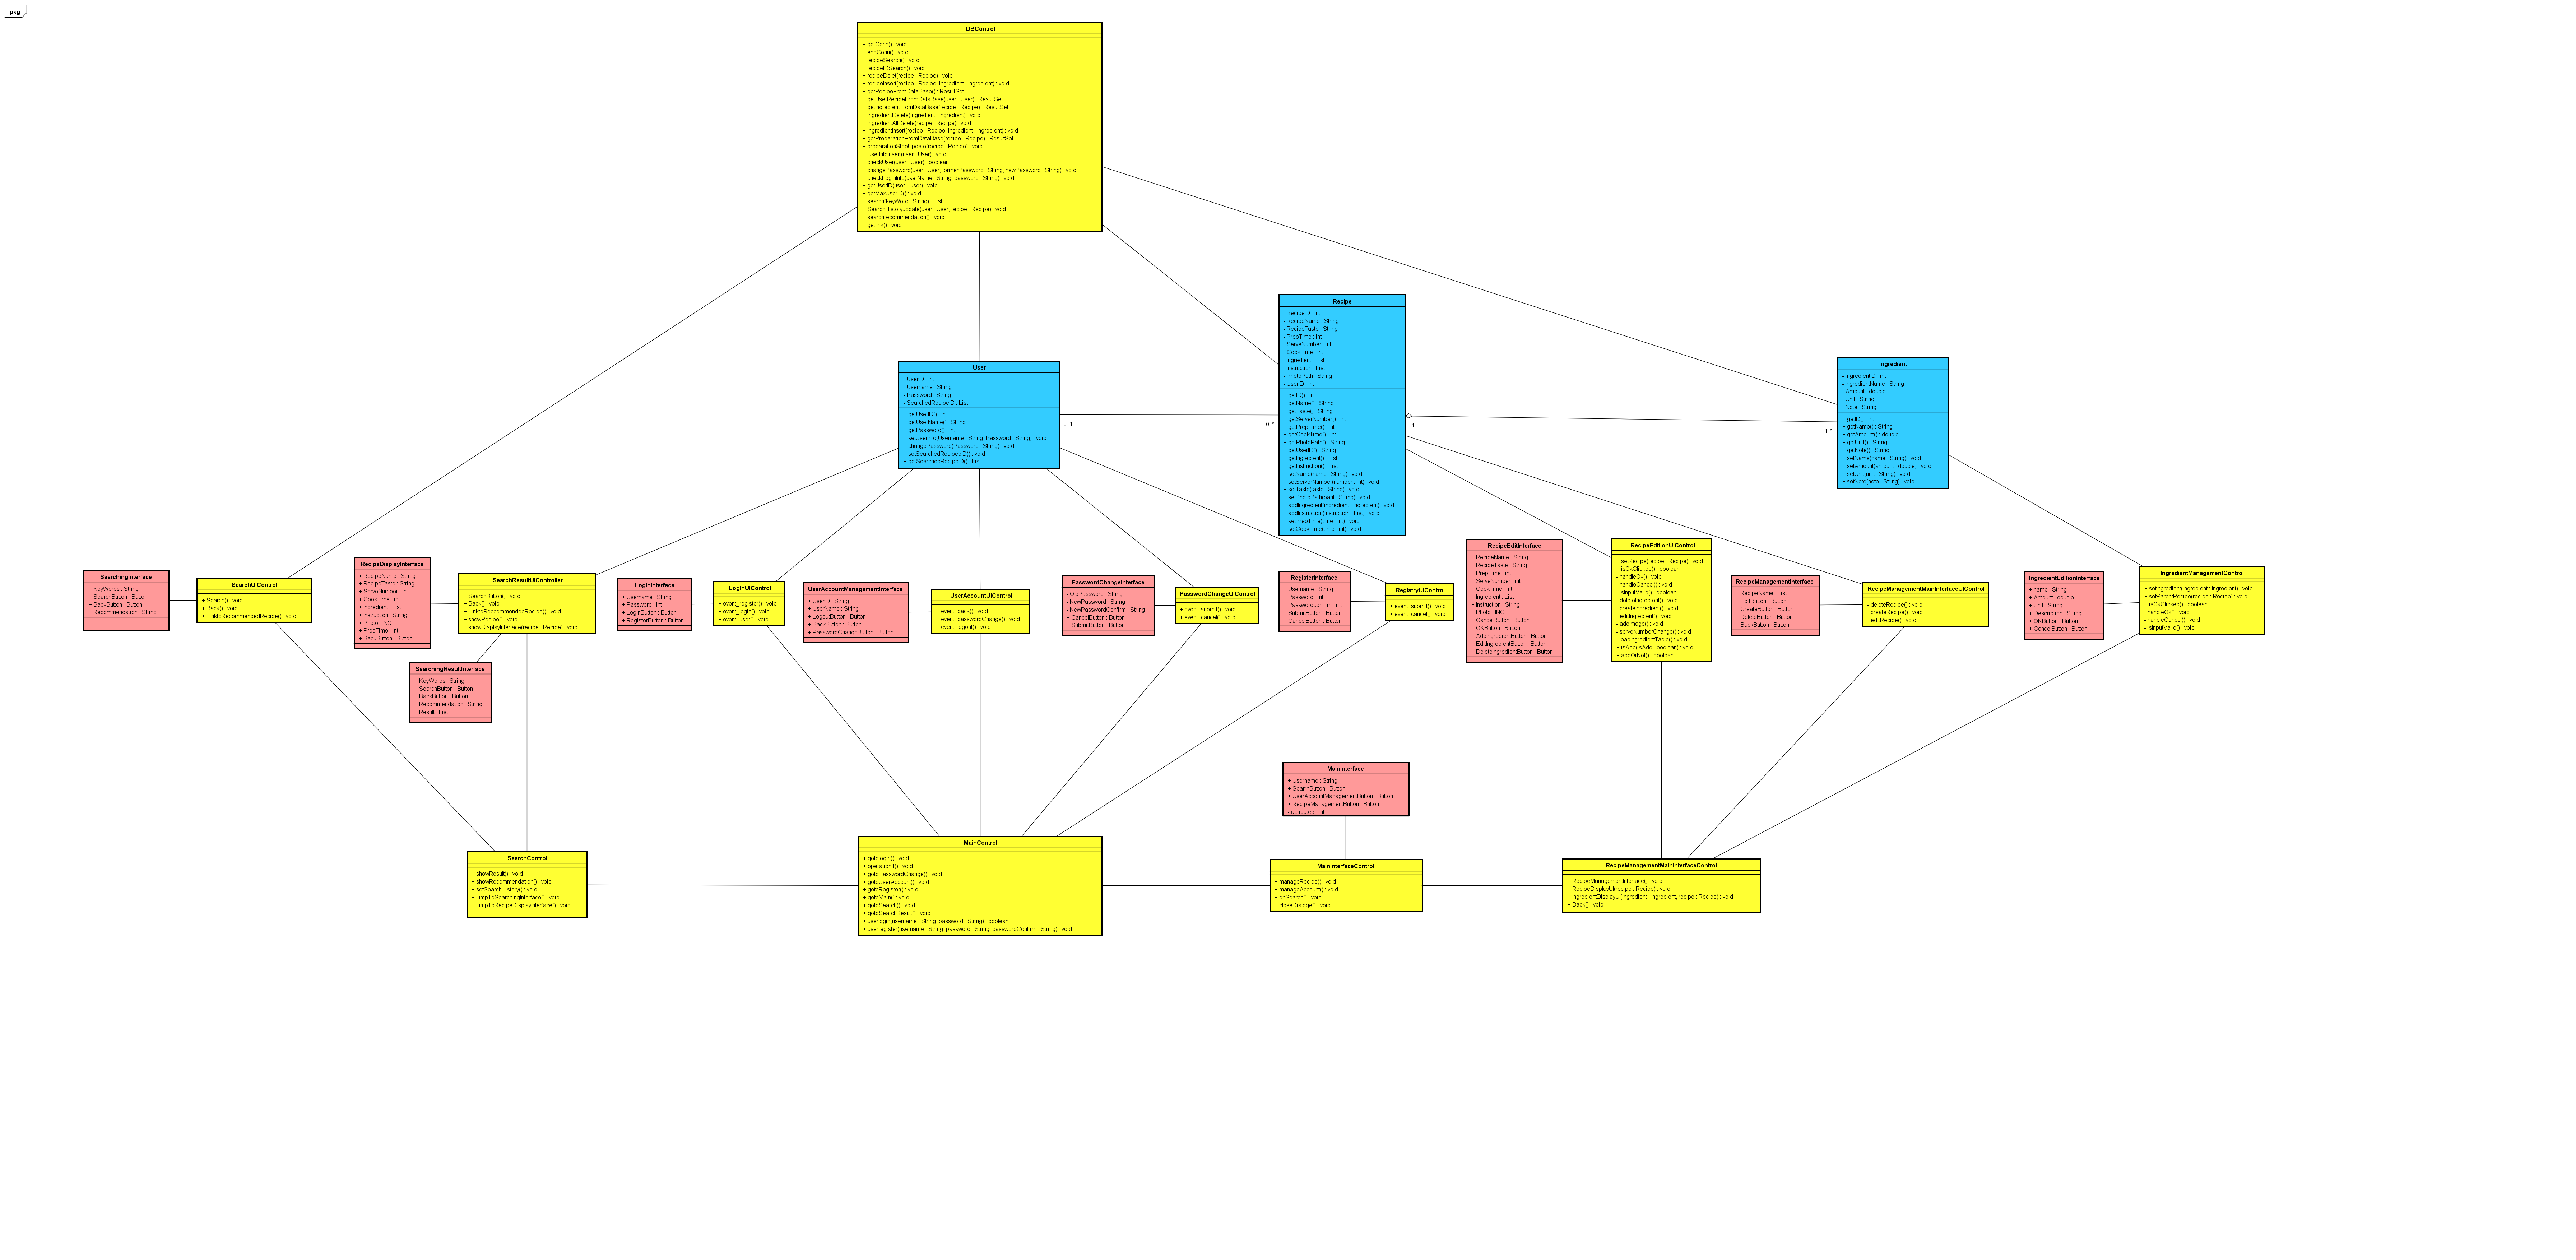 pkg
DBControl
+ getConn() : void
+ endConn() : void
+ recipeSearch() : void
+ recipeIDSearch() : void
+ recipeDelet(recipe : Recipe) : void
+ recipeInsert(recipe : Recipe, ingredient : Ingredient) : void
+ getRecipeFromDataBase() : ResultSet
+ getUserRecipeFromDataBase(user : User) : ResultSet
+ getIngredientFromDataBase(recipe : Recipe) : ResultSet
+ ingredientDelete(ingredient : Ingredient) : void
+ ingredientAllDelete(recipe : Recipe) : void
+ ingredientInsert(recipe : Recipe, ingredient : Ingredient) : void
+ getPreparationFromDataBase(recipe : Recipe) : ResultSet
+ preparationStepUpdate(recipe : Recipe) : void
+ UserInfoInsert(user : User) : void
+ checkUser(user : User) : boolean
+ changePassword(user : User, formerPassword : String, newPassword : String) : void
+ checkLoginInfo(userName : String, password : String) : void
+ getUserID(user : User) : void
+ getMaxUserID() : void
+ search(keyWord : String) : List
+ SearchHistoryupdate(user : User, recipe : Recipe) : void
+ searchrecommendation() : void
+ getlink() : void
Recipe
- RecipeID : int
- RecipeName : String
- RecipeTaste : String
- PrepTime : int
- ServeNumber : int
- CookTime : int
- Ingredient : List
- Instruction : List
- PhotoPath : String
- UserID : int
+ getID() : int
+ getName() : String
+ getTaste() : String
+ getServerNumber() : int
+ getPrepTime() : int
+ getCookTime() : int
+ getPhotoPath() : String
+ getUserID() : String
+ getIngredient() : List
+ getInstruction() : List
+ setName(name : String) : void
+ setServerNumber(number : int) : void
+ setTaste(taste : String) : void
+ setPhotoPath(paht : String) : void
+ addIngredient(ingredient : Ingredient) : void
+ addInstruction(instruction : List) : void
+ setPrepTime(time : int) : void
+ setCookTime(time : int) : void
User
- UserID : int
- Username : String
- Password : String
- SearchedRecipeID : List
+ getUserID() : int
+ getUserName() : String
+ getPassword() : int
+ setUserInfo(Username : String, Password : String) : void
+ changePassword(Password : String) : void
+ setSearchedRecipedID() : void
+ getSearchedRecipeID() : List
0..1
0..*
1
1..*
Ingredient
- ingredientID : int
- IngredientName : String
- Amount : double
- Unit : String
- Note : String
+ getID() : int
+ getName() : String
+ getAmount() : double
+ getUnit() : String
+ getNote() : String
+ setName(name : String) : void
+ setAmount(amount : double) : void
+ setUnit(unit : String) : void
+ setNote(note : String) : void
SearchingInterface
+ KeyWords : String
+ SearchButton : Button
+ BackButton : Button
+ Recommendation : String
SearchUIControl
+ Search() : void
+ Back() : void
+ LinktoRecommendedRecipe() : void
RecipeDisplayInterface
+ RecipeName : String
+ RecipeTaste : String
+ ServeNumber : int
+ CookTime : int
+ Ingredient : List
+ Instruction : String
+ Photo : ING
+ PrepTime : int
+ BackButton : Button
SearchResultUIController
+ SearchButton() : void
+ Back() : void
+ LinktoReccommendedRecipe() : void
+ showRecipe() : void
+ showDisplayInterface(recipe : Recipe) : void
SearchingResultInterface
+ KeyWords : String
+ SearchButton : Button
+ BackButton : Button
+ Recommendation : String
+ Result : List
LoginInterface
+ Username : String
+ Password : int
+ LoginButton : Button
+ RegisterButton : Button
LoginUIControl
+ event_register() : void
+ event_login() : void
+ event_user() : void
UserAccountManagementInterface
+ UserID : String
+ UserName : String
+ LogoutButton : Button
+ BackButton : Button
+ PasswordChangeButton : Button
UserAccountUIControl
+ event_back() : void
+ event_passwordChange() : void
+ event_logout() : void
PasswordChangeInterface
- OldPassword : String
- NewPassword : String
- NewPasswordConfirm : String
+ CancelButton : Button
+ SubmitButton : Button
PasswordChangeUIControl
+ event_submit() : void
+ event_cancel() : void
RegisterInterface
+ Username : String
+ Password : int
+ Passwordconfirm : int
+ SubmitButton : Button
+ CancelButton : Button
RegistryUIControl
+ event_submit() : void
+ event_cancel() : void
RecipeEditInterface
+ RecipeName : String
+ RecipeTaste : String
+ PrepTime : int
+ ServeNumber : int
+ CookTime : int
+ Ingredient : List
+ Instruction : String
+ Photo : ING
+ CancelButton : Button
+ OKButton : Button
+ AddIngredientButton : Button
+ EditIngredientButton : Button
+ DeleteIngredientButton : Button
RecipeEditionUIControl
+ setRecipe(recipe : Recipe) : void
+ isOkClicked() : boolean
- handleOk() : void
- handleCancel() : void
- isInputValid() : boolean
- deleteIngredient() : void
- createIngredient() : void
- editIngredient() : void
- addImage() : void
- serveNumberChange() : void
- loadIngredientTable() : void
+ isAdd(isAdd : boolean) : void
+ addOrNot() : boolean
RecipeManagementInterface
+ RecipeName : List
+ EditButton : Button
+ CreateButton : Button
+ DeleteButton : Button
+ BackButton : Button
RecipeManagementMainInterfaceUIControl
- deleteRecipe() : void
- createRecipe() : void
- editRecipe() : void
IngredientEditionInterface
+ name : String
+ Amount : double
+ Unit : String
+ Description : String
+ OKButton : Button
+ CancelButton : Button
IngredientManagementControl
+ setIngredient(ingredient : Ingredient) : void
+ setParentRecipe(recipe : Recipe) : void
+ isOkClicked() : boolean
- handleOk() : void
- handleCancel() : void
- isInputValid() : void
MainInterface
+ Username : String
+ SearrhButton : Button
+ UserAccountManagementButton : Button
+ RecipeManagementButton : Button
- attribute5 : int
SearchControl
+ showResult() : void
+ showRecommendation() : void
+ setSearchHistory() : void
+ jumpToSearchingInterface() : void
+ jumpToRecipeDisplayInterface() : void
MainControl
+ gotologin() : void
+ operation1() : void
+ gotoPasswordChange() : void
+ gotoUserAccount() : void
+ gotoRegister() : void
+ gotoMain() : void
+ gotoSearch() : void
+ gotoSearchResult() : void
+ userlogin(username : String, password : String) : boolean
+ userregister(username : String, password : String, passwordConfirm : String) : void
MainInterfaceControl
+ manageRecipe() : void
+ manageAccount() : void
+ onSearch() : void
+ closeDialoge() : void
RecipeManagementMainInterfaceControl
+ RecipeManagementInferface() : void
+ RecipeDisplayUI(recipe : Recipe) : void
+ IngredientDisplayUI(ingredient : Ingredient, recipe : Recipe) : void
+ Back() : void